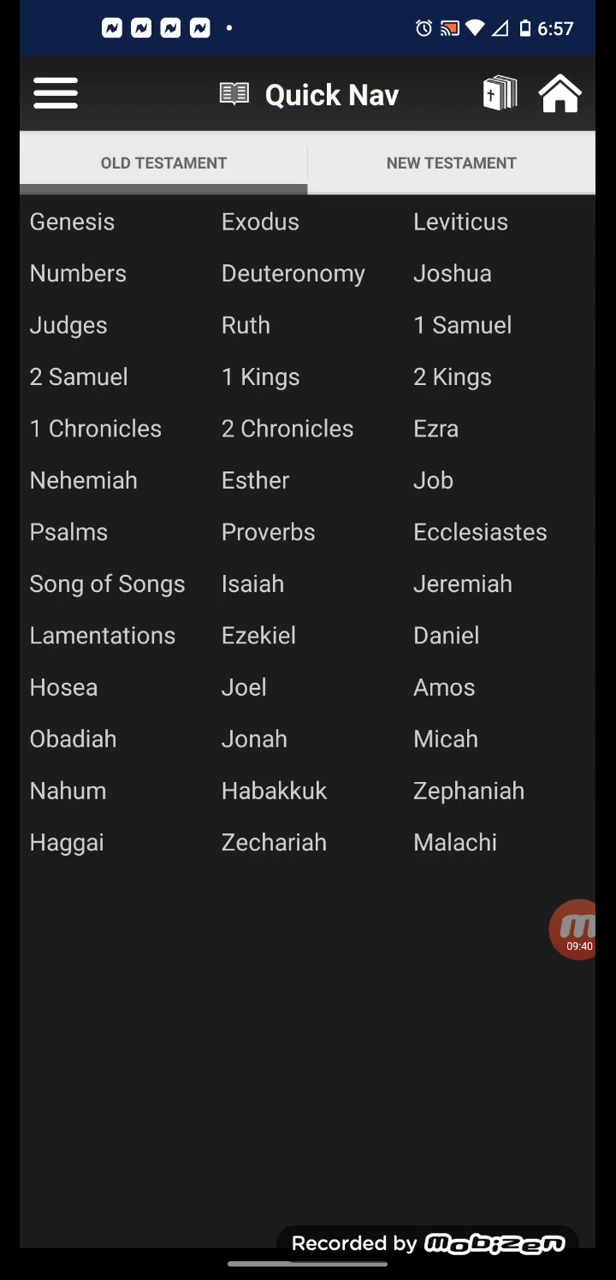 6:57
Quick Nav
OLD TESTAMENT NEW TESTAMENT
Genesis Exodus Leviticus
Numbers Deuteronomy Joshua
Judges Ruth 1 Samuel
2 Samuel 1 Kings 2 Kings
1 Chronicles 2 Chronicles Ezra
Nehemiah Esther Job
Psalms Proverbs Ecclesiastes
Song of Songs Isaiah Jeremiah
Lamentations Ezekiel Daniel
Hosea Joel Amos
Obadiah Jonah Micah
Nahum Habakkuk Zephaniah
Haggai Zechariah Malachi
m
09:40
Recorded by mobizen